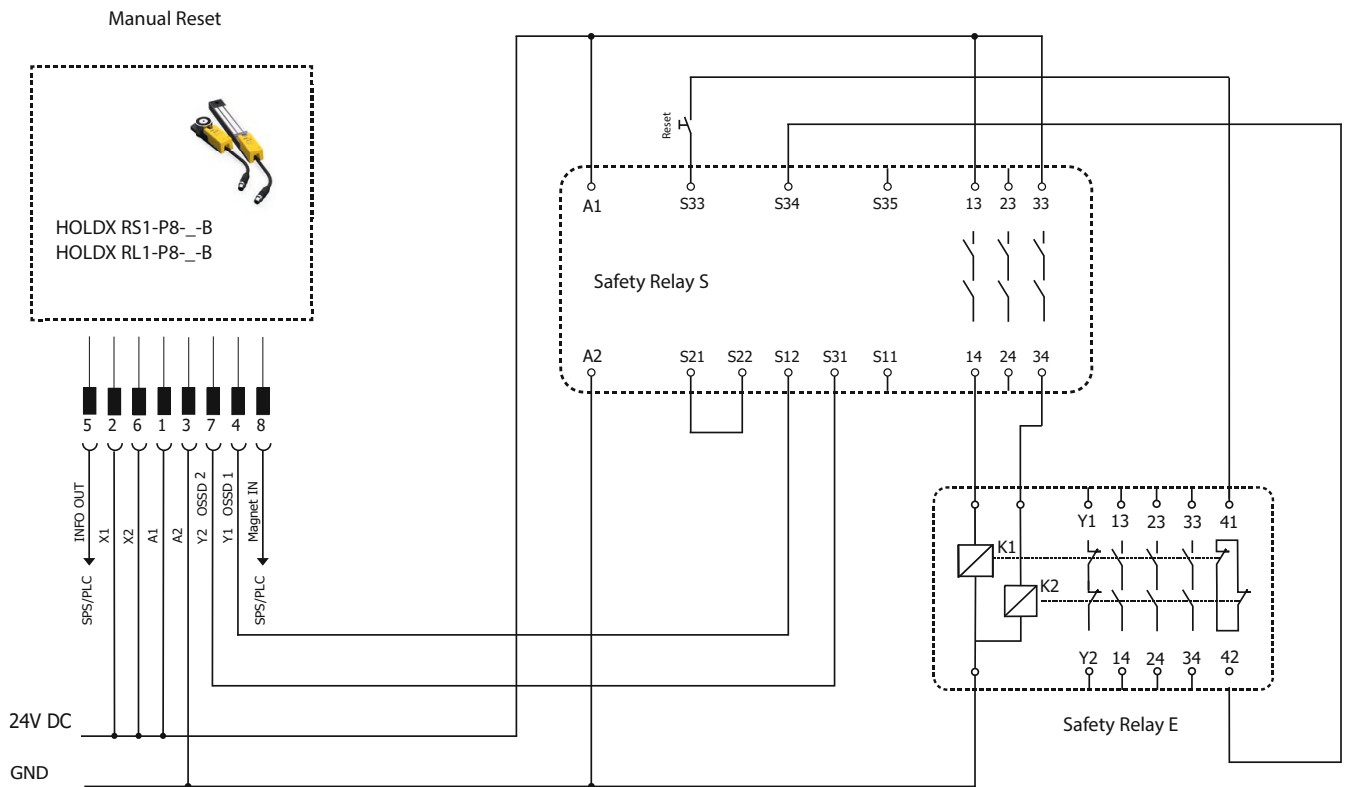 Manual Reset
HOLDX RS1-P8-_-B
HOLDX RL1-P8-_-B
5 2 6 1 3 7 4 8
INFO OUT
X1
X2
A1
A2
Y2 OSSD 2
Y1 OSSD 1
Magnet IN
SPS/PLC
SPS/PLC
24V DC
GND
Reset
A1 S33 S34 S35 13 23 33
Safety Relay S
A2 S21 S22 S12 S31 S11 14 24 34
Y1 13 23 33 41
K1
K2
Y2 14 24 34 42
Safety Relay E